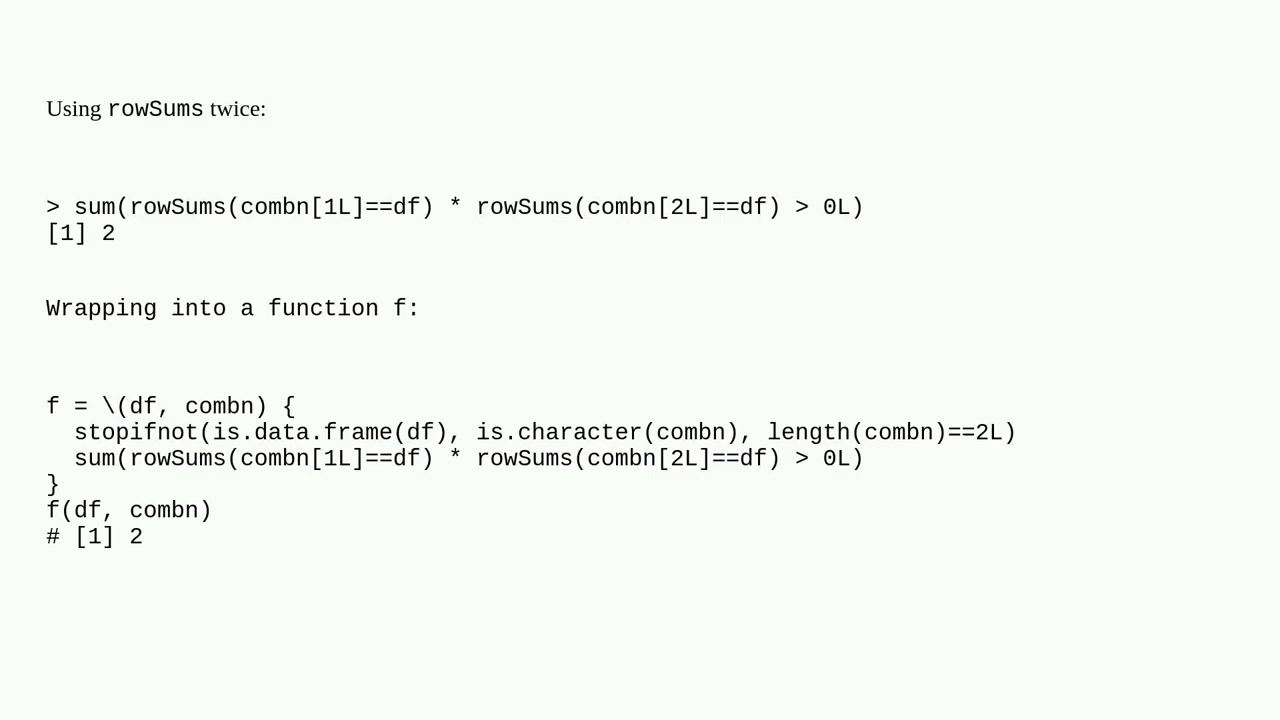 Using rowSums twice:
> sum(rowSums(combn[1L]==df) * rowSums(combn[2L]==df) > 0L)
[1] 2
Wrapping into a function f:
f = \(df, combn) {
  stopifnot(is.data.frame(df), is.character(combn), length(combn)==2L)
  sum(rowSums(combn[1L]==df) * rowSums(combn[2L]==df) > 0L)
}
f(df, combn)
# [1] 2